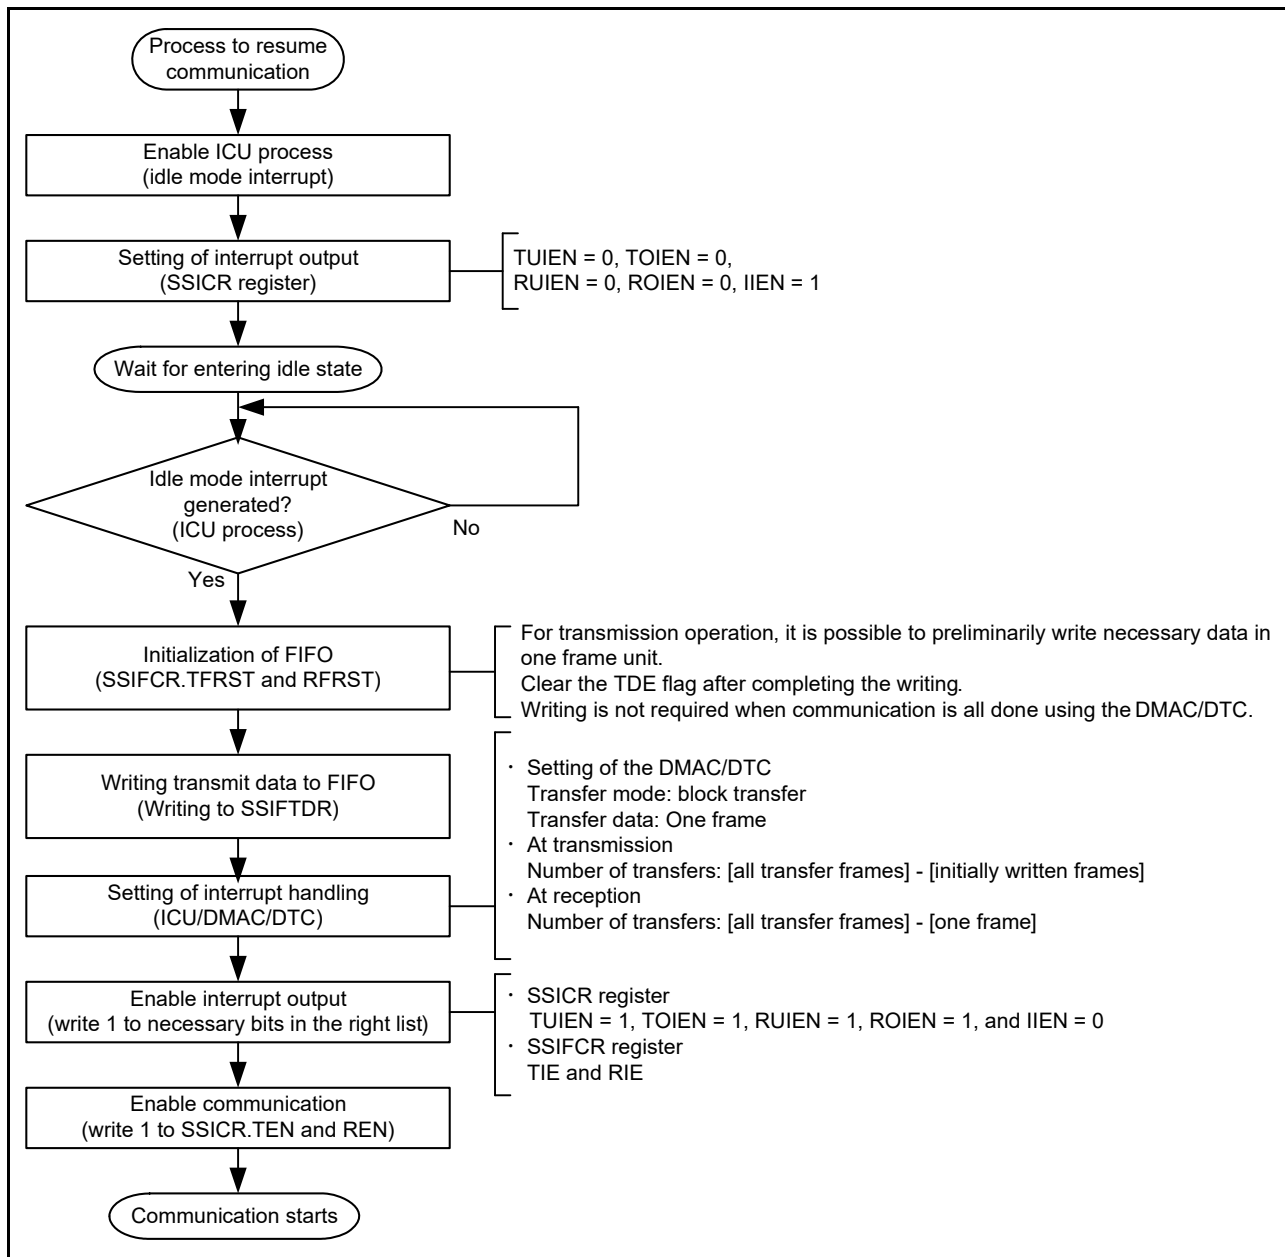 Process to resume
communication
Enable ICU process
(idle mode interrupt)
Setting of interrupt output
(SSICR register)
TUIEN = 0, TOIEN = 0,
RUIEN = 0, ROIEN = 0, IIEN = 1
Wait for entering idle state
Idle mode interrupt
generated?
(ICU process)
No
Yes
Initialization of FIFO
(SSIFCR.TFRST and RFRST)
For transmission operation, it is possible to preliminarily write necessary data in
one frame unit.
Clear the TDE flag after completing the writing.
Writing is not required when communication is all done using the DMAC/DTC.
Writing transmit data to FIFO
(Writing to SSIFTDR)
Setting of interrupt handling
(ICU/DMAC/DTC)
· Setting of the DMAC/DTC
Transfer mode: block transfer
Transfer data: One frame
· At transmission
Number of transfers: [all transfer frames] - [initially written frames]
· At reception
Number of transfers: [all transfer frames] - [one frame]
Enable interrupt output
(write 1 to necessary bits in the right list)
· SSICR register
TUIEN = 1, TOIEN = 1, RUIEN = 1, ROIEN = 1, and IIEN = 0
· SSIFCR register
TIE and RIE
Enable communication
(write 1 to SSICR.TEN and REN)
Communication starts